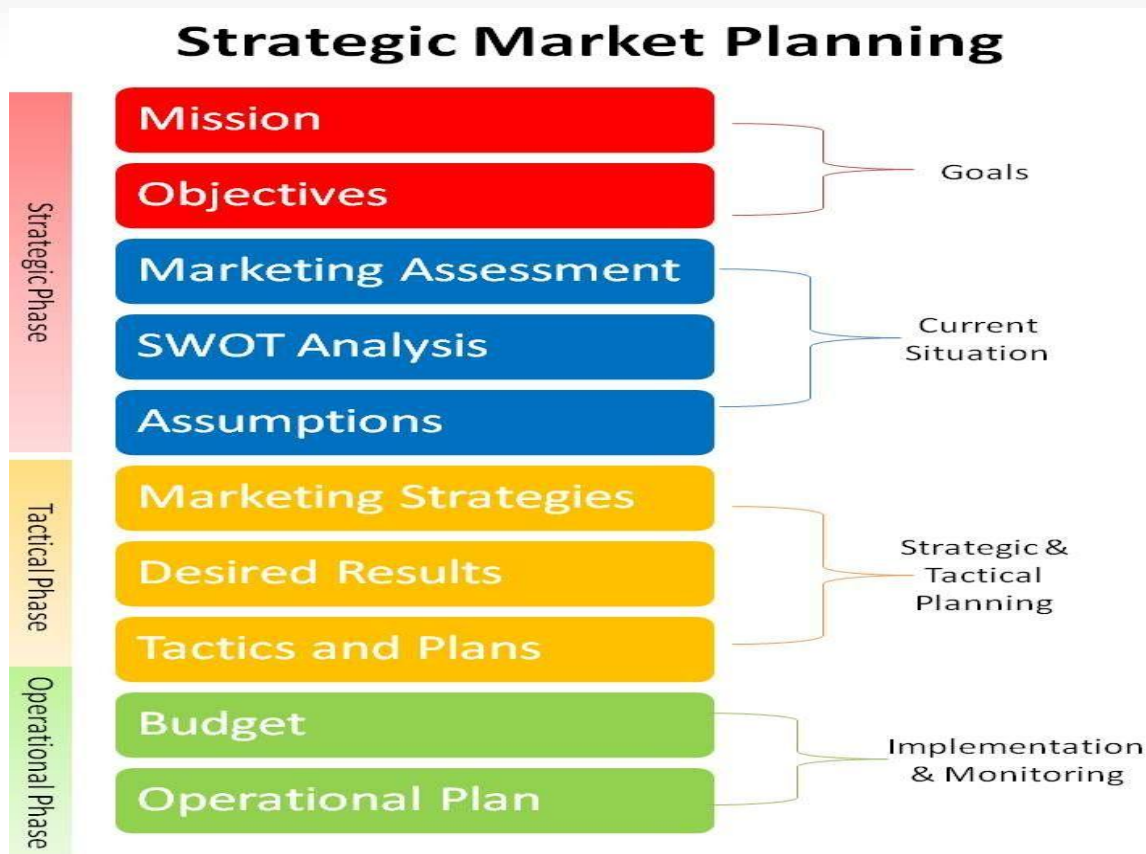 Strategic Market Planning
Strategic Phase
Mission
Objectives
Goals
Marketing Assessment
SWOT Analysis
Assumptions
Current
Situation
Tactical Phase
Marketing Strategies
Desired Results
Tactics and Plans
Strategic &
Tactical
Planning
Operational Phase
Budget
Operational Plan
Implementation
& Monitoring